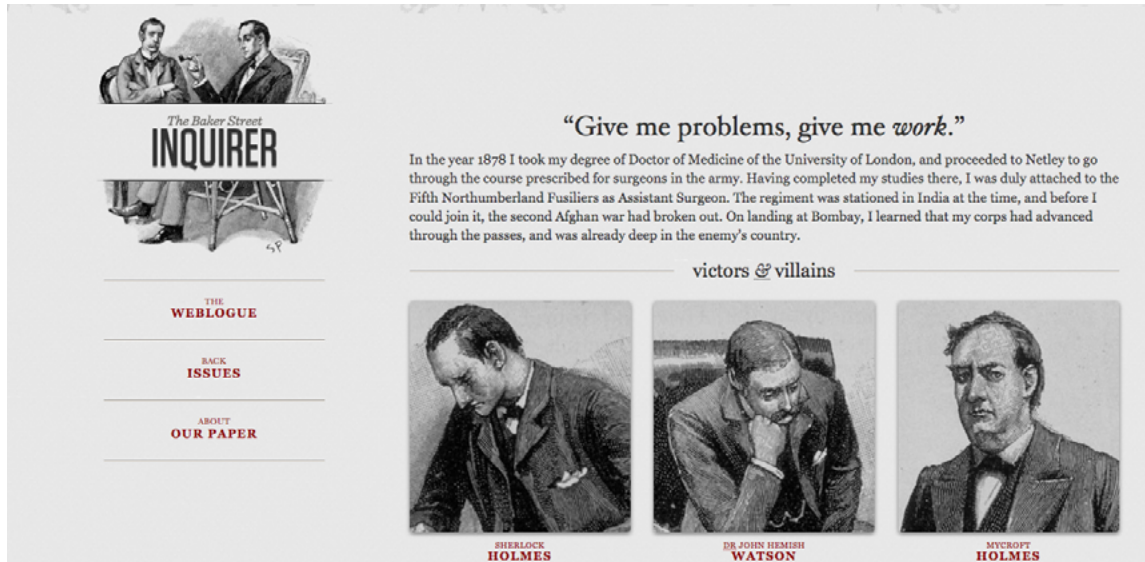 The Baker Street
INQUIRER
SP
THE
WEBLOGUE
BACK
ISSUES
ABOUT
OUR PAPER
“Give me problems, give me work.”
In the year 1878 I took my degree of Doctor of Medicine of the University of London, and proceeded to Netley to go
through the course prescribed for surgeons in the army. Having completed my studies there, I was duly attached to the
Fifth Northumberland Fusiliers as Assistant Surgeon. The regiment was stationed in India at the time, and before I
could join it, the second Afghan war had broken out. On landing at Bombay, I learned that my corps had advanced
through the passes, and was already deep in the enemy's country.
victors & villains
SHERLOCK
HOLMES
DR JOHN HEMISH
WATSON
MYCROFT
HOLMES